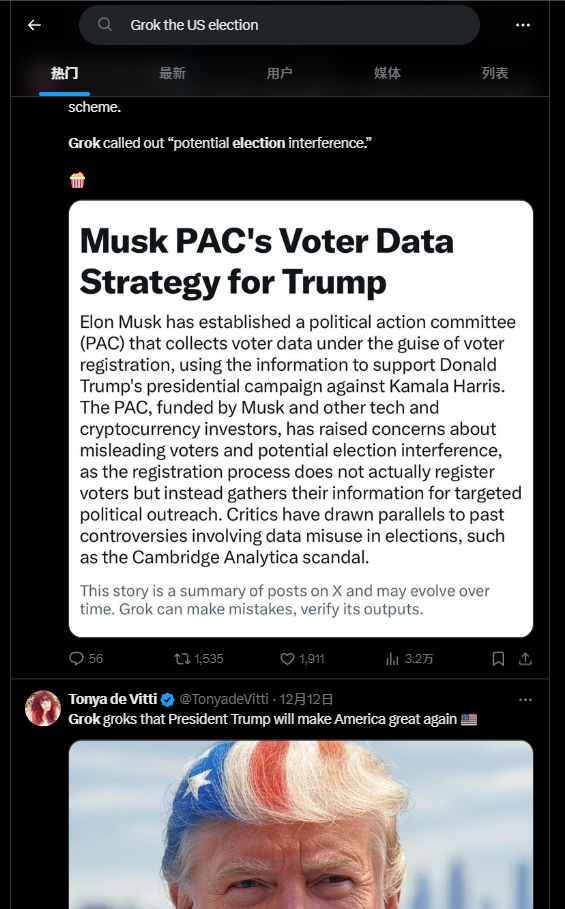 Grok the US election
热门 最新 用户 媒体 列表
scheme.
Grok called out “potential election interference.”
Musk PAC's Voter Data
Strategy for Trump
Elon Musk has established a political action committee
(PAC) that collects voter data under the guise of voter
registration, using the information to support Donald
Trump's presidential campaign against Kamala Harris.
The PAC, funded by Musk and other tech and
cryptocurrency investors, has raised concerns about
misleading voters and potential election interference,
as the registration process does not actually register
voters but instead gathers their information for targeted
political outreach. Critics have drawn parallels to past
controversies involving data misuse in elections, such
as the Cambridge Analytica scandal.
This story is a summary of posts on X and may evolve over
time. Grok can make mistakes, verify its outputs.
56 1,535 1,911 3.2万
Tonya de Vitti @TonyadeVitti · 12月12日
Grok groks that President Trump will make America great again